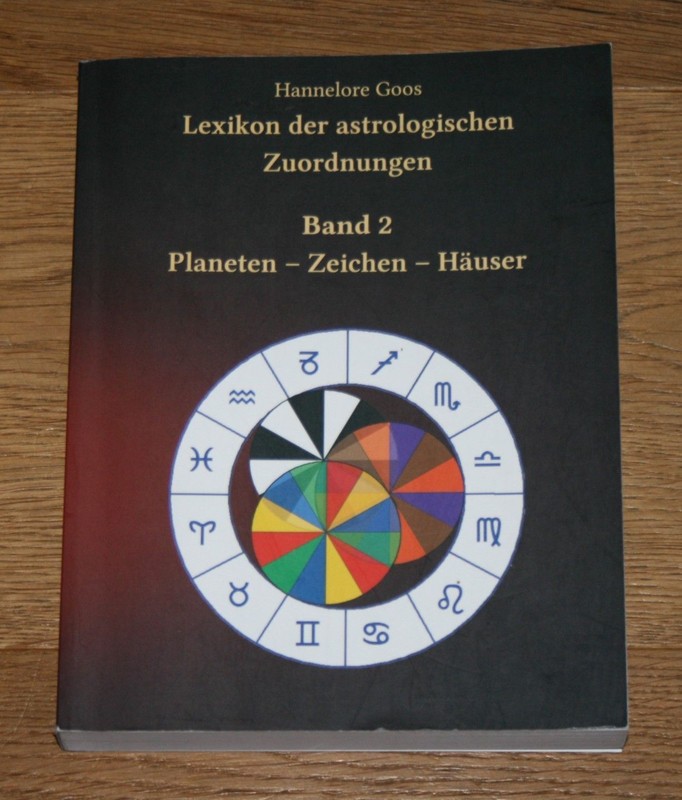 Hannelore Goos
Lexikon der astrologischen
Zuordnungen
Band 2
Planeten – Zeichen – Häuser